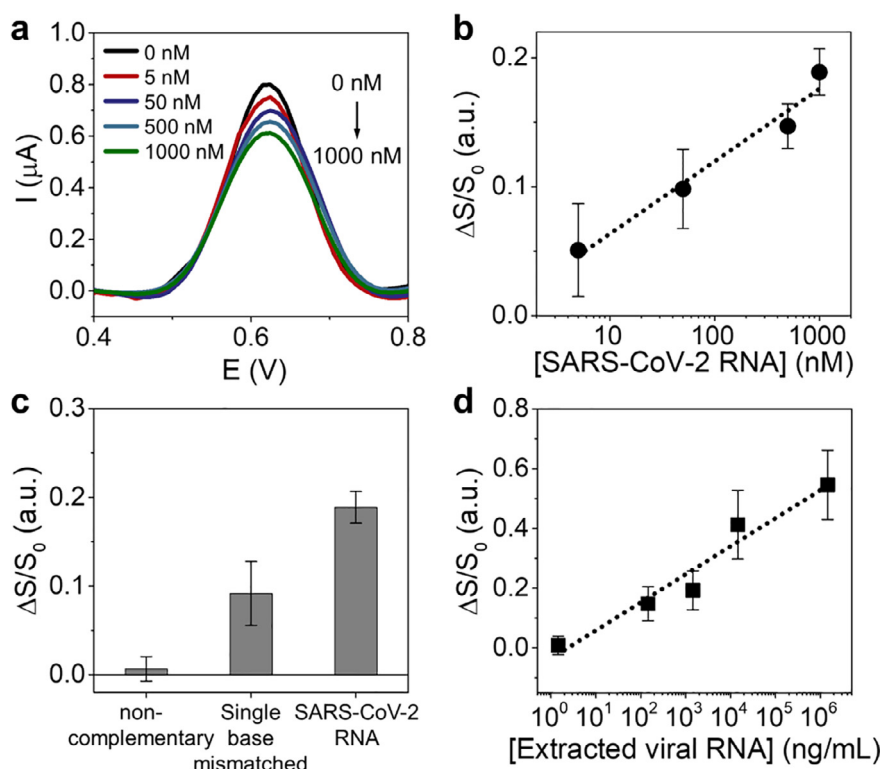 a
I (μA)
1.0
0.8
0.6
0.4
0.2
0.0
0 nM
5 nM
50 nM
500 nM
1000 nM
0 nM
1000 nM
0.4
0.6
0.8
E (V)
b
ΔS/S0 (a.u.)
0.2
0.1
0.0
10
100
1000
[SARS-CoV-2 RNA] (nM)
c
ΔS/S0 (a.u.)
0.3
0.2
0.1
0.0
non-
complementary
Single
base
mismatched
SARS-CoV-2
RNA
d
ΔS/S0 (a.u.)
0.8
0.6
0.4
0.2
0.0
10^0 10^1 10^2 10^3 10^4 10^5 10^6
[Extracted viral RNA] (ng/mL)